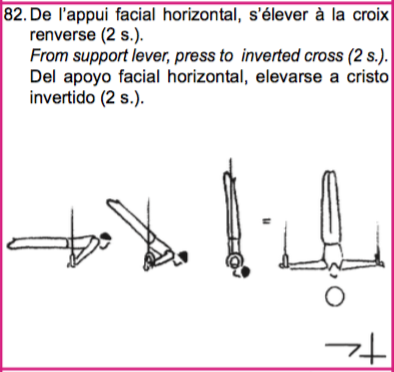 82. De l'appui facial horizontal, s'élever à la croix
renverse (2 s.).
From support lever, press to inverted cross (2 s.).
Del apoyo facial horizontal, elevarse a cristo
invertido (2 s.).
=